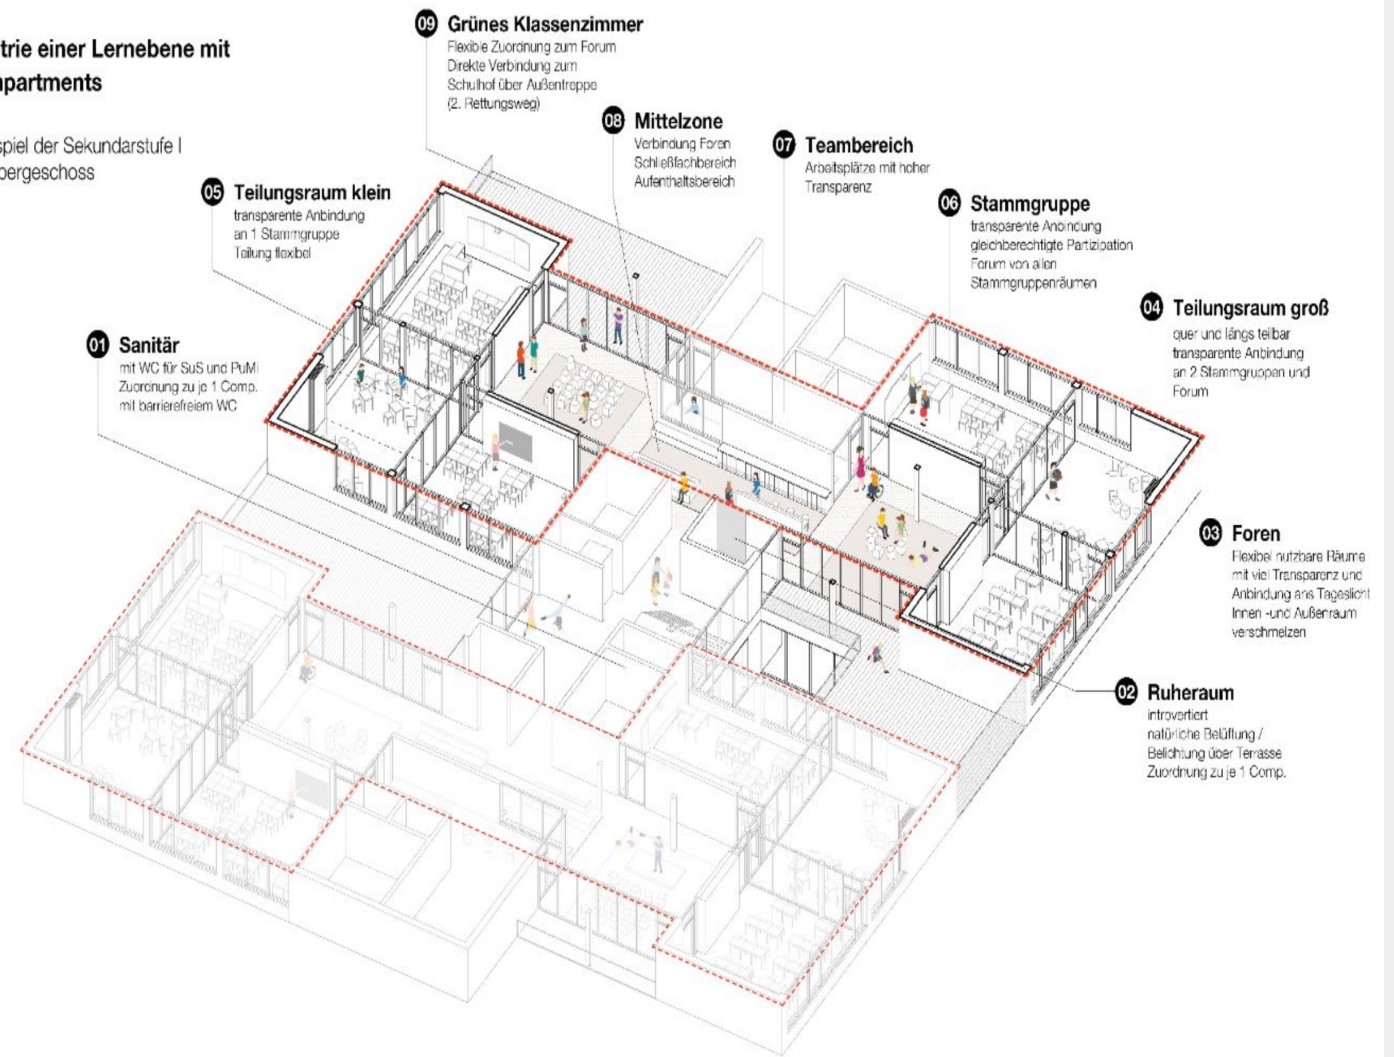 trie einer Lernebene mit
npartments
spiel der Sekundarstufe I
bergeschoss
09 Grünes Klassenzimmer
Flexible Zuordnung zum Forum
Direkte Verbindung zum
Schulhof über Außentreppe
(2. Rettungsweg)
08 Mittelzone
Verbindung Foren
Schließfachbereich
Aufenthaltsbereich
07 Teambereich
Arbeitsplätze mit hoher
Transparenz
05 Teilungsraum klein
transparente Anbindung
an 1 Stammgruppe
Teilung flexibel
06 Stammgruppe
transparente Anbindung
gleichberechtigte Partizipation
Forum von allen
Stammgruppenräumen
04 Teilungsraum groß
quer und längs teilbar
transparente Anbindung
an 2 Stammgruppen und
Forum
01 Sanitär
mit WC für SuS und PuMi
Zuordnung zu je 1 Comp.
mit barrierefreiem WC
03 Foren
Flexibel nutzbare Räume
mit viel Transparenz und
Anbindung ans Tageslicht
Innen -und Außenraum
verschmelzen
02 Ruheraum
introvertiert
natürliche Belüftung /
Belichtung über Terrasse
Zuordnung zu je 1 Comp.